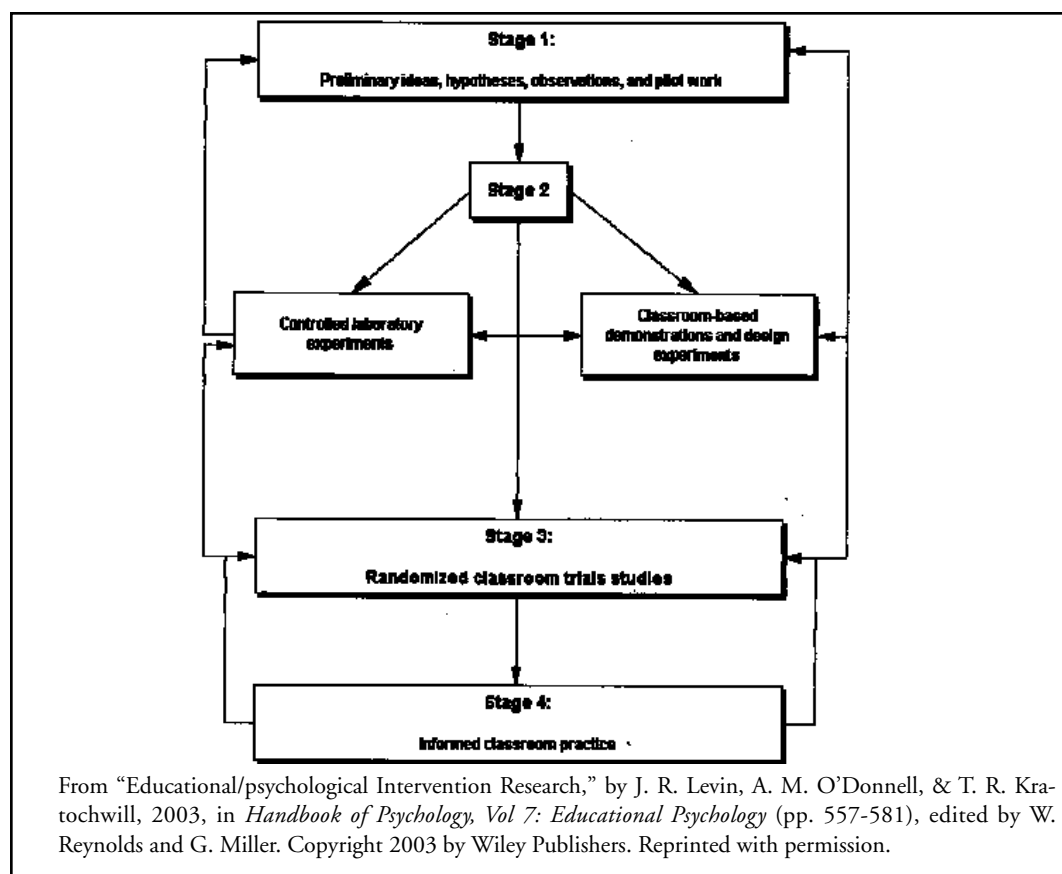 Stage 1:
Preliminary ideas, hypotheses, observations, and pilot work
Stage 2
Controlled laboratory
experiments
Classroom-based
demonstrations and design
experiments
Stage 3:
Randomized classroom trials studies
Stage 4:
Informed classroom practice
From “Educational/psychological Intervention Research,” by J. R. Levin, A. M. O’Donnell, & T. R. Kra-
tochwill, 2003, in Handbook of Psychology, Vol 7: Educational Psychology (pp. 557-581), edited by W.
Reynolds and G. Miller. Copyright 2003 by Wiley Publishers. Reprinted with permission.